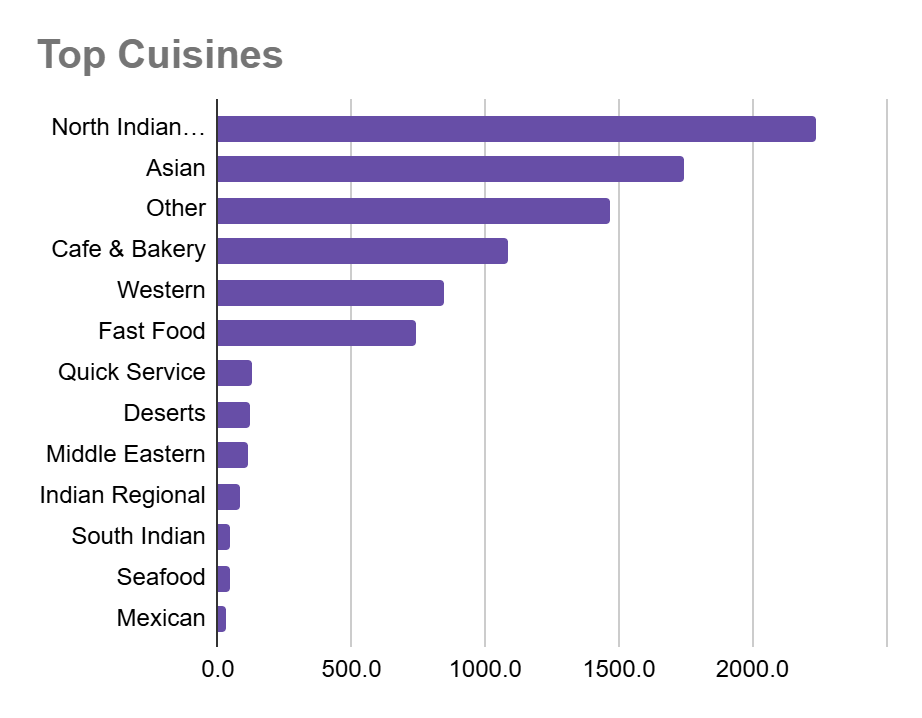 Top Cuisines
North Indian…
Asian
Other
Cafe & Bakery
Western
Fast Food
Quick Service
Deserts
Middle Eastern
Indian Regional
South Indian
Seafood
Mexican
0.0 500.0 1000.0 1500.0 2000.0